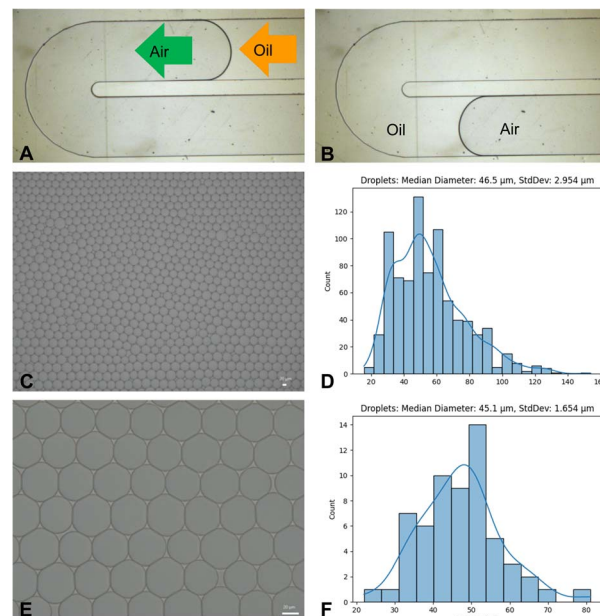 Air
Oil
A
Oil
Air
B
C
Droplets: Median Diameter: 46.5 µm, StdDev: 2.954 µm
120
100
80
60
40
20
0
Count
20 40 60 80 100 120 140
D
E
20 µm
Droplets: Median Diameter: 45.1 µm, StdDev: 1.654 µm
14
12
10
8
6
4
2
0
Count
20 30 40 50 60 70 80
F